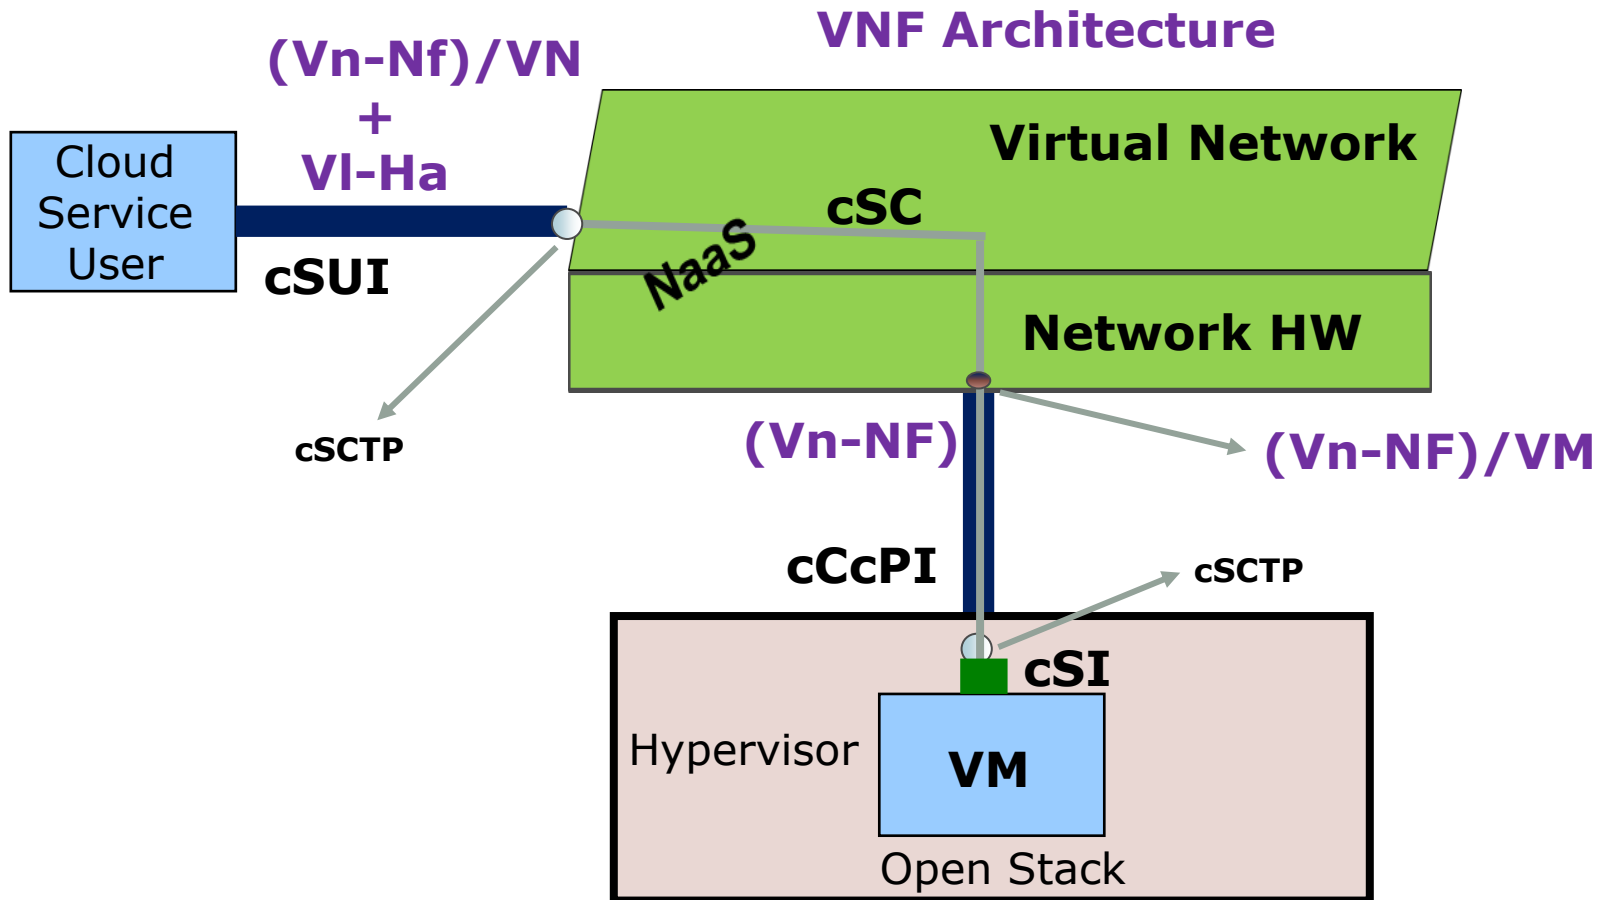 VNF Architecture
(Vn-Nf)/VN
+
Vl-Ha
Cloud
Service
User
cSUI
Virtual Network
cSC
NaaS
Network HW
cSCTP
(Vn-NF)
(Vn-NF)/VM
cCcPI
cSCTP
cSI
Hypervisor
VM
Open Stack